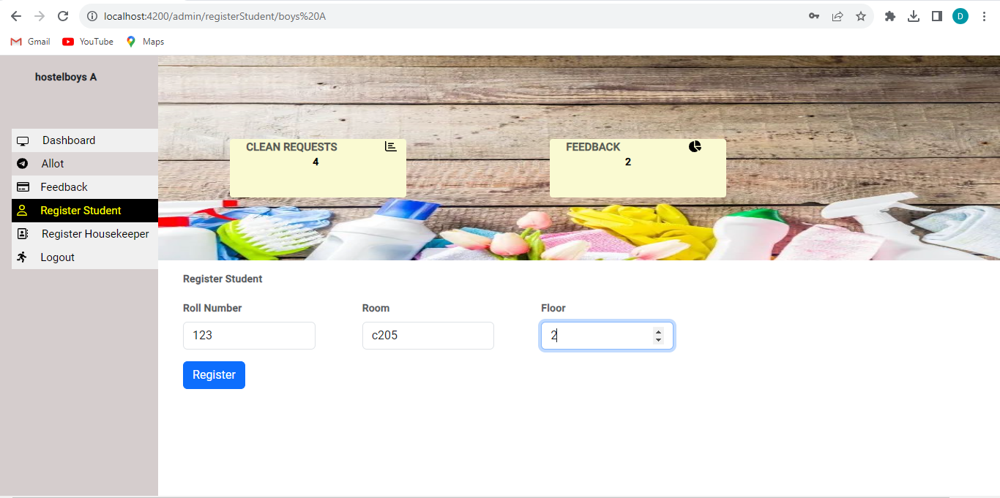 localhost:4200/admin/registerStudent/boys%20A
D
Gmail YouTube Maps
hostelboys A
Dashboard
Allot
Feedback
Register Student
Register Housekeeper
Logout
CLEAN REQUESTS
4
FEEDBACK
2
Register Student
Roll Number Room Floor
123 c205 2
Register